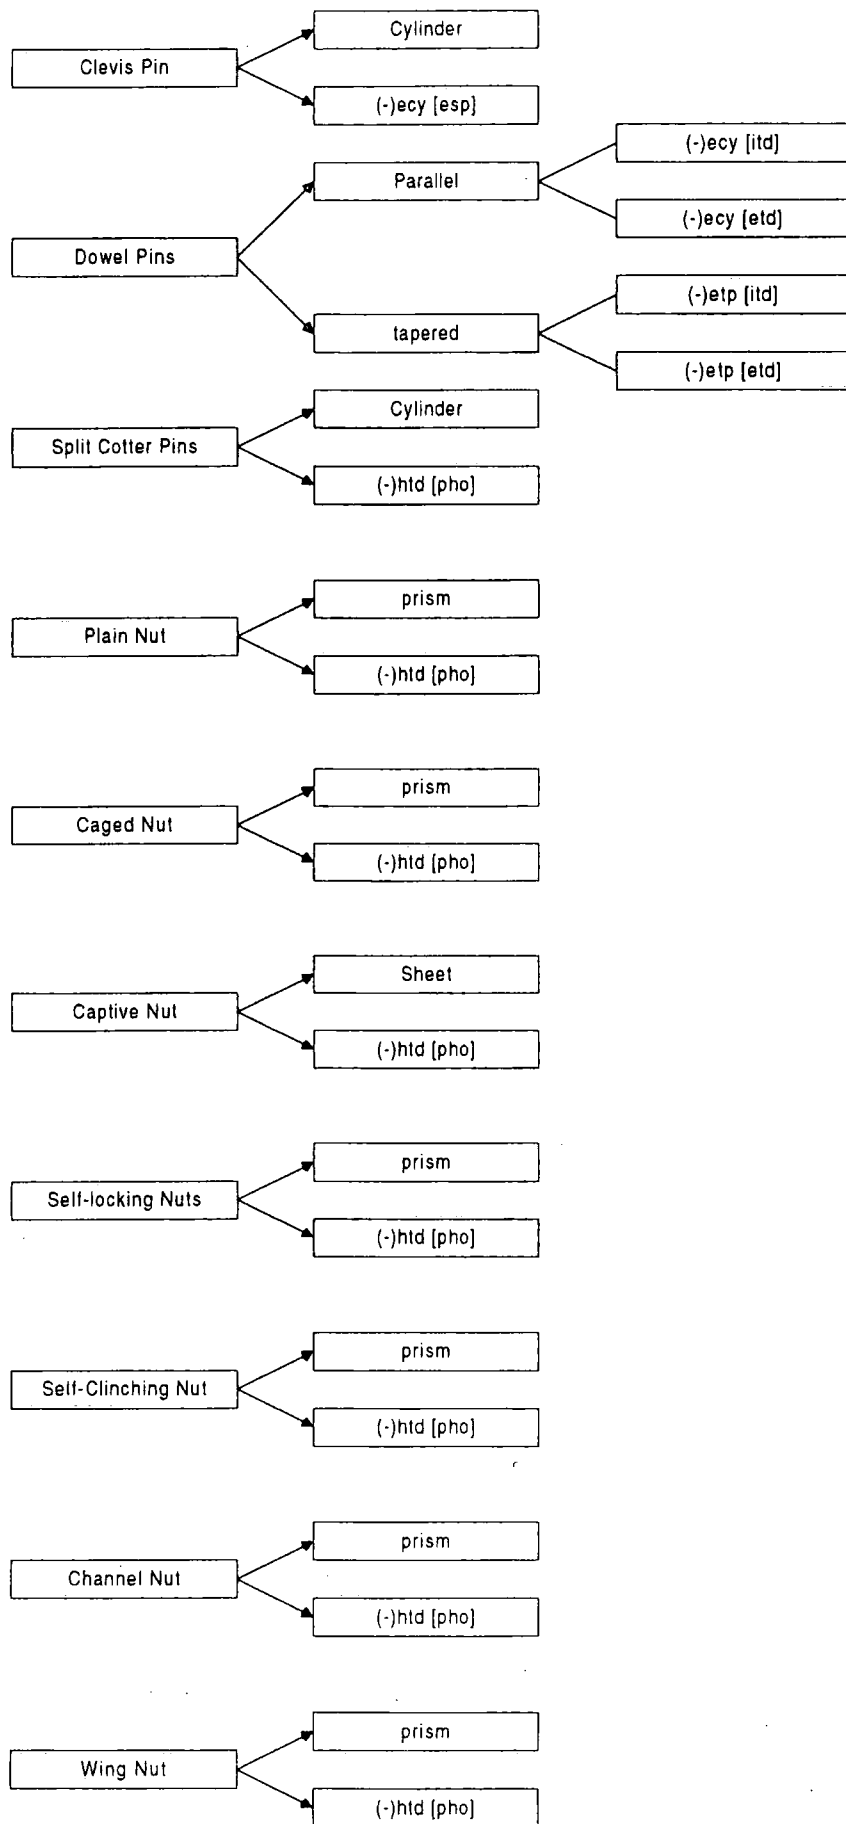 Cylinder
Clevis Pin
(-)ecy [esp]
(-)ecy [itd]
Parallel
(-)ecy [etd]
Dowel Pins
(-)etp [itd]
tapered
(-)etp [etd]
Cylinder
Split Cotter Pins
(-)htd [pho]
prism
Plain Nut
(-)htd [pho]
prism
Caged Nut
(-)htd [pho]
Sheet
Captive Nut
(-)htd [pho]
prism
Self-locking Nuts
(-)htd [pho]
prism
Self-Clinching Nut
(-)htd [pho]
prism
Channel Nut
(-)htd [pho]
prism
Wing Nut
(-)htd [pho]